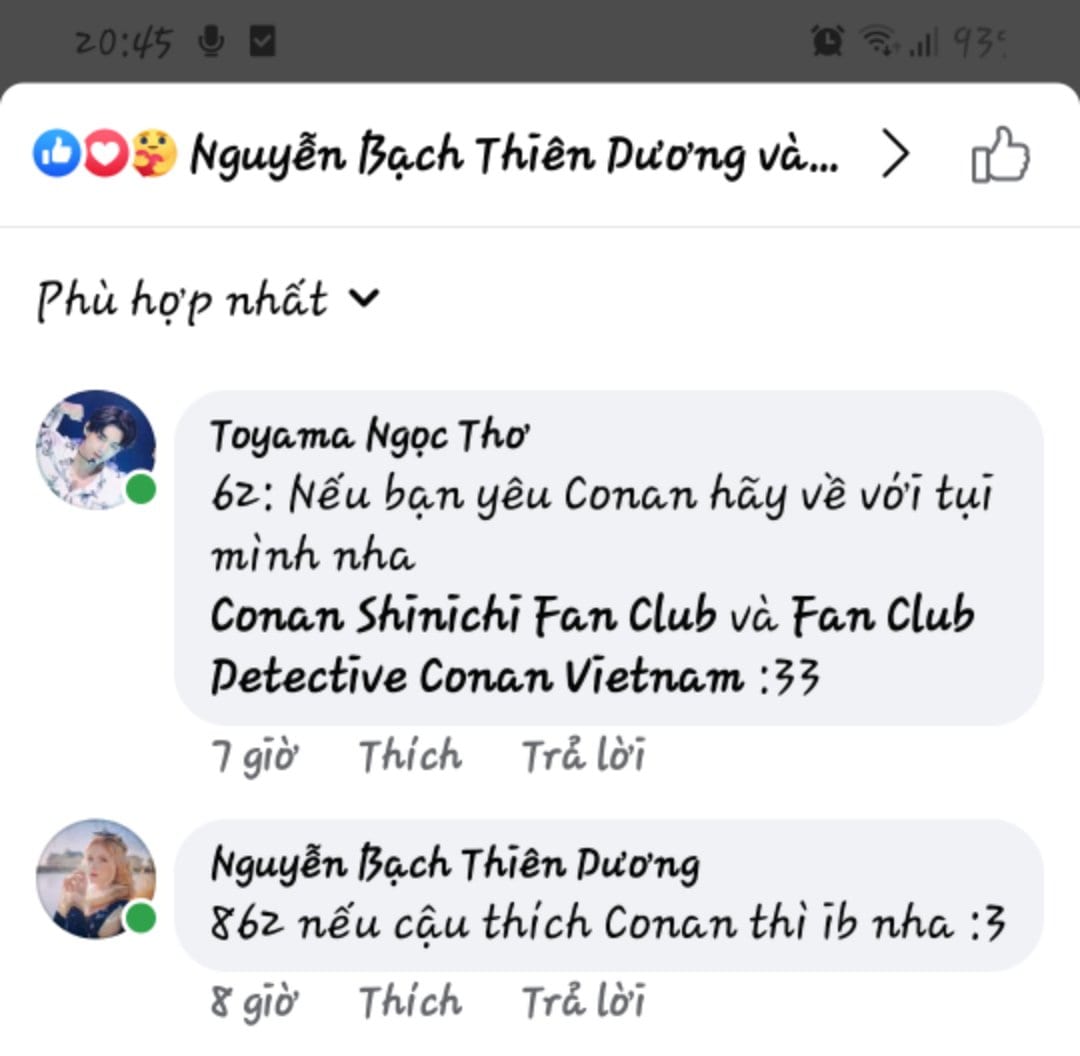 20:45
93%
Nguyễn Bạch Thiên Dương và...
Phù hợp nhất
Toyama Ngọc Thơ
62: Nếu bạn yêu Conan hãy về với tụi
mình nha
Conan Shinichi Fan Club và Fan Club
Detective Conan Vietnam :33
7 giờ Thích Trả lời
Nguyễn Bạch Thiên Dương
862 nếu cậu thích Conan thì ib nha :3
8 giờ Thích Trả lời